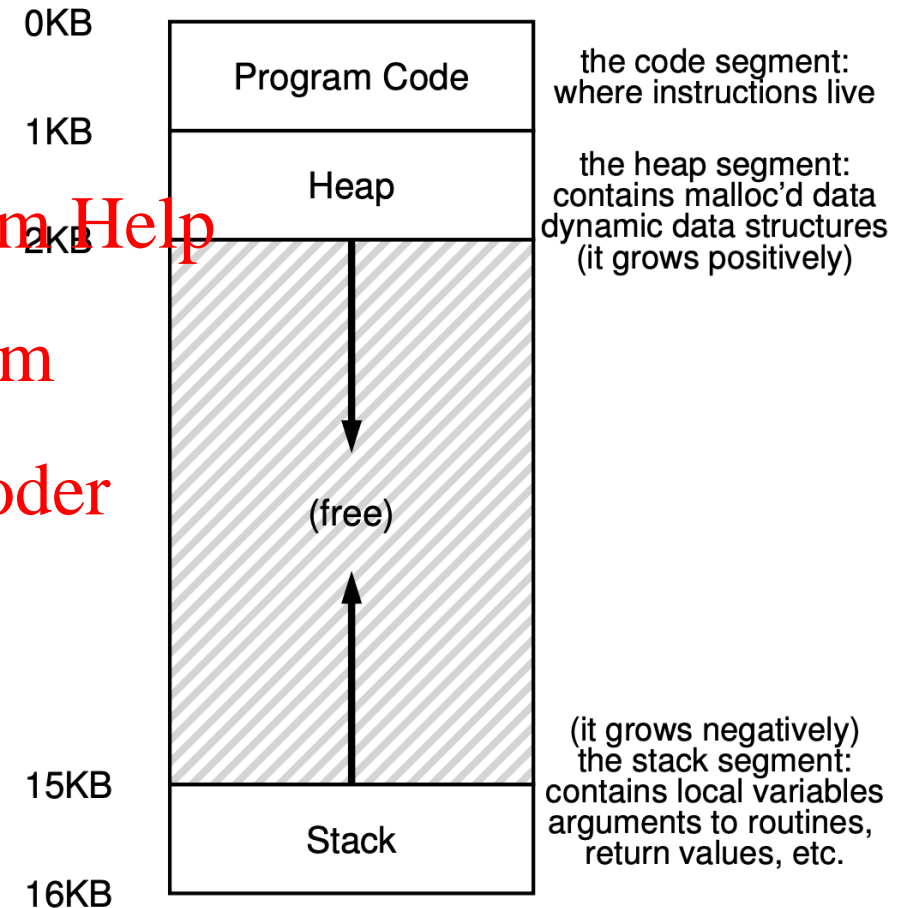 0KB
Program Code
the code segment:
where instructions live
1KB
Heap
the heap segment:
contains malloc’d data
dynamic data structures
(it grows positively)
m Help
2KB
m
oder
(free)
(it grows negatively)
the stack segment:
contains local variables
arguments to routines,
return values, etc.
15KB
Stack
16KB